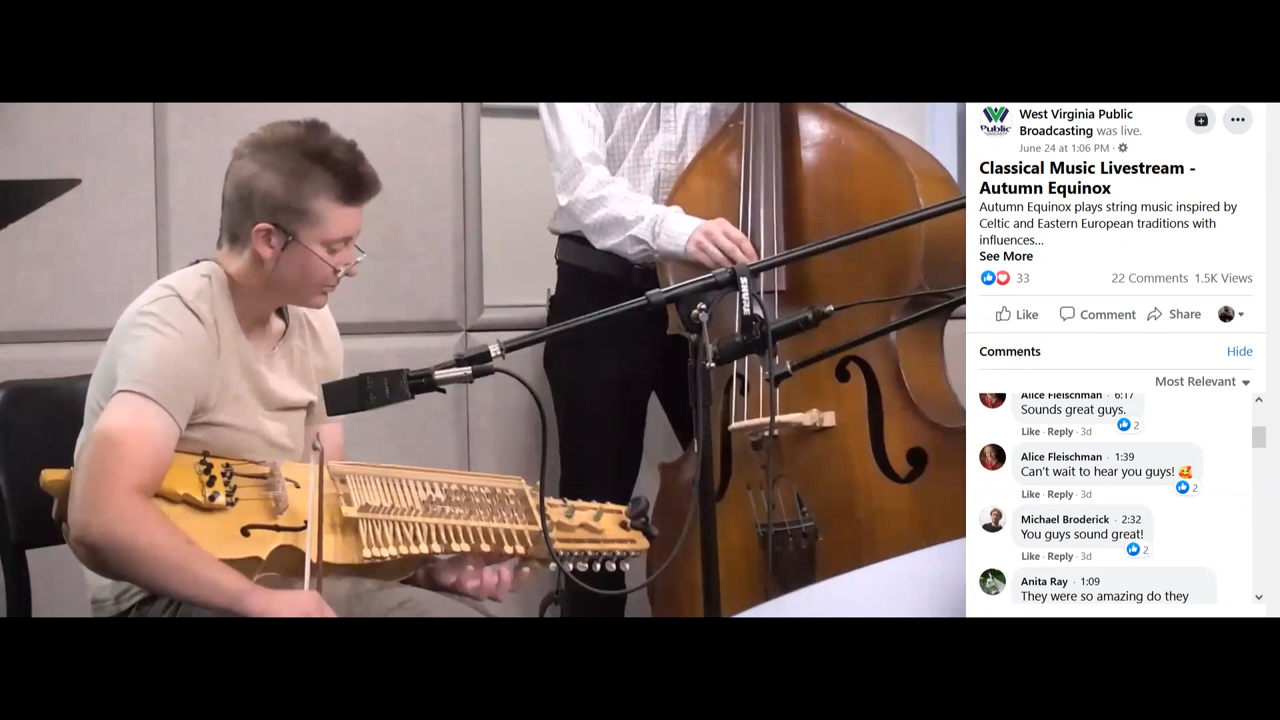 SHURE
Public
West Virginia Public
Broadcasting was live.
June 24 at 1:06 PM ·
Classical Music Livestream -
Autumn Equinox
Autumn Equinox plays string music inspired by
Celtic and Eastern European traditions with
influences...
See More
33 22 Comments 1.5K Views
Like Comment Share
Comments Hide
Most Relevant
Alice Fleischman · 6:17
Sounds great guys.
2
Like · Reply · 3d
Alice Fleischman · 1:39
Can't wait to hear you guys! 🥰
2
Like · Reply · 3d
Michael Broderick · 2:32
You guys sound great!
2
Like · Reply · 3d
Anita Ray · 1:09
They were so amazing do they